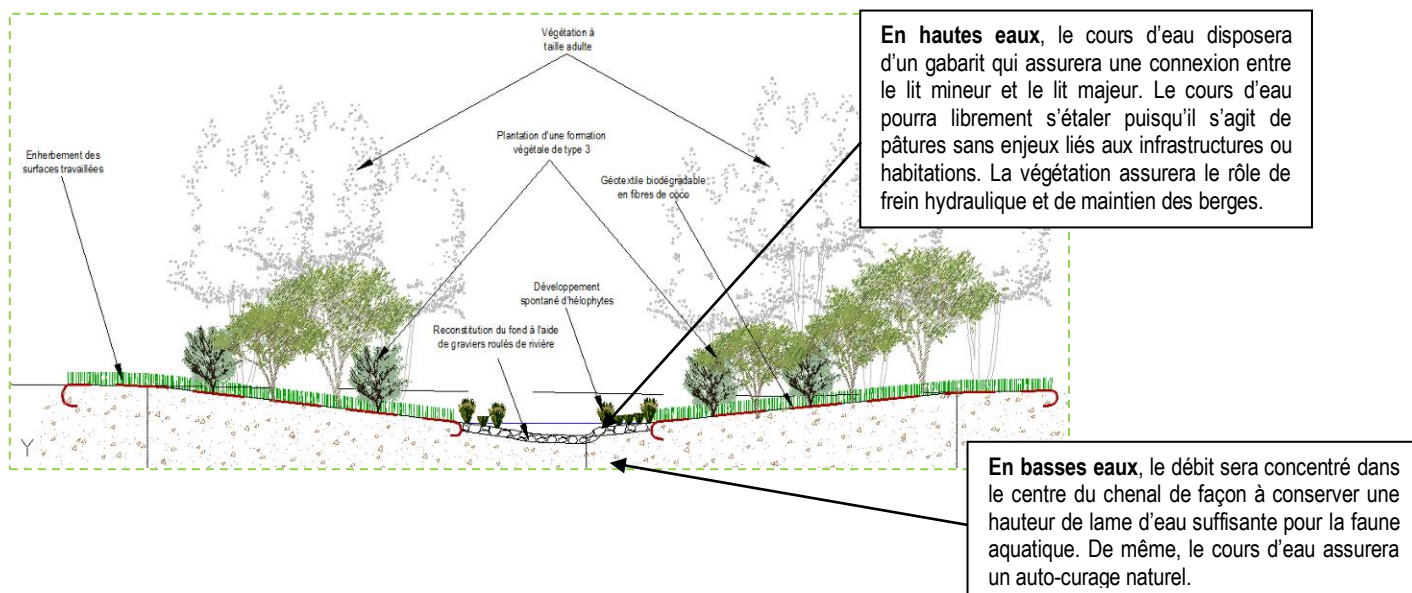 Végétation à
taille adulte
Plantation d'une formation
végétale de type 3
Enherbement des
surfaces travaillées
Géotextile biodégradable
en fibres de coco
Développement
spontané d'hélophytes
Reconstitution du fond à l'aide
de graviers roulés de rivière
Y
En hautes eaux, le cours d'eau disposera
d'un gabarit qui assurera une connexion entre
le lit mineur et le lit majeur. Le cours d'eau
pourra librement s'étaler puisqu'il s'agit de
pâtures sans enjeux liés aux infrastructures ou
habitations. La végétation assurera le rôle de
frein hydraulique et de maintien des berges.
En basses eaux, le débit sera concentré dans
le centre du chenal de façon à conserver une
hauteur de lame d'eau suffisante pour la faune
aquatique. De même, le cours d'eau assurera
un auto-curage naturel.